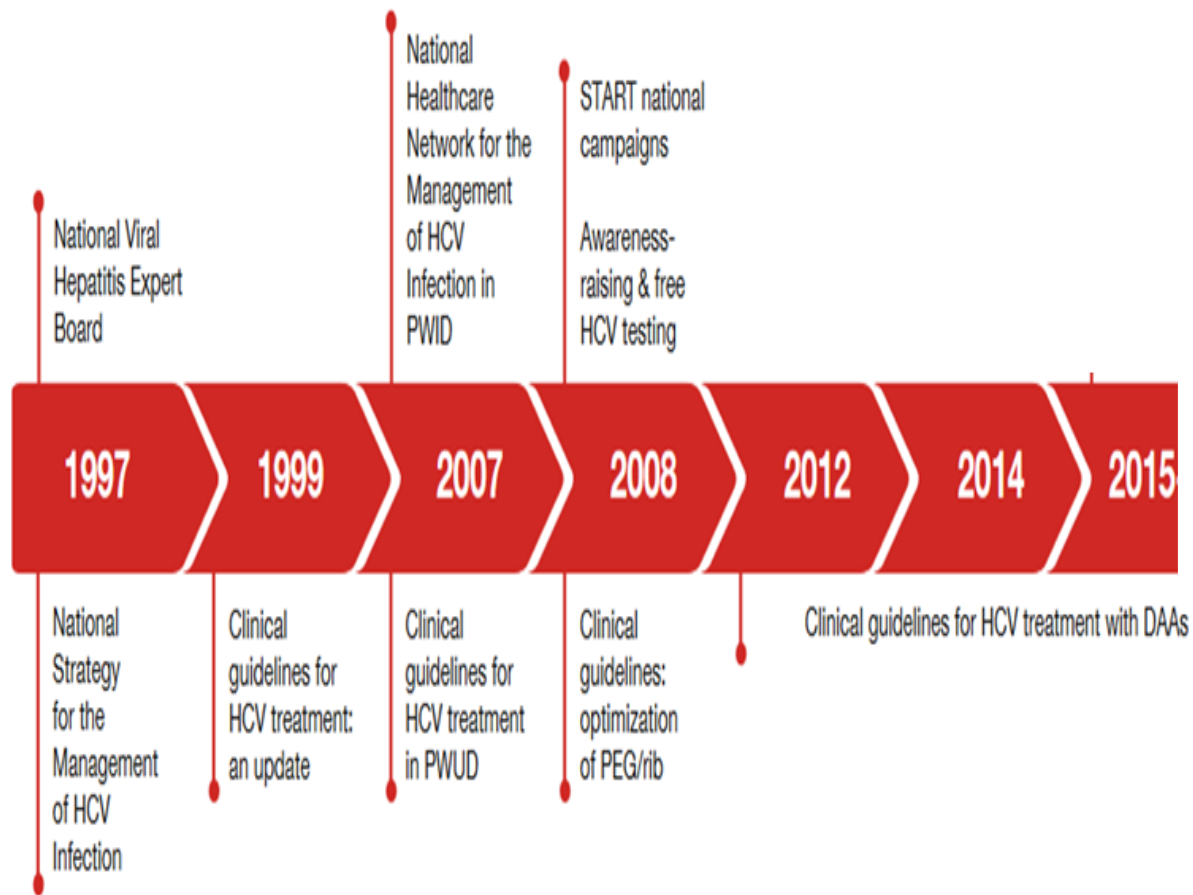 National
Healthcare
Network for the
Management
of HCV
Infection in
PWID
START national
campaigns
Awareness-
raising & free
HCV testing
National Viral
Hepatitis Expert
Board
1997
1999
2007
2008
2012
2014
2015-
National
Strategy
for the
Management
of HCV
Infection
Clinical
guidelines for
HCV treatment:
an update
Clinical
guidelines for
HCV treatment
in PWUD
Clinical
guidelines:
optimization
of PEG/rib
Clinical guidelines for HCV treatment with DAAs